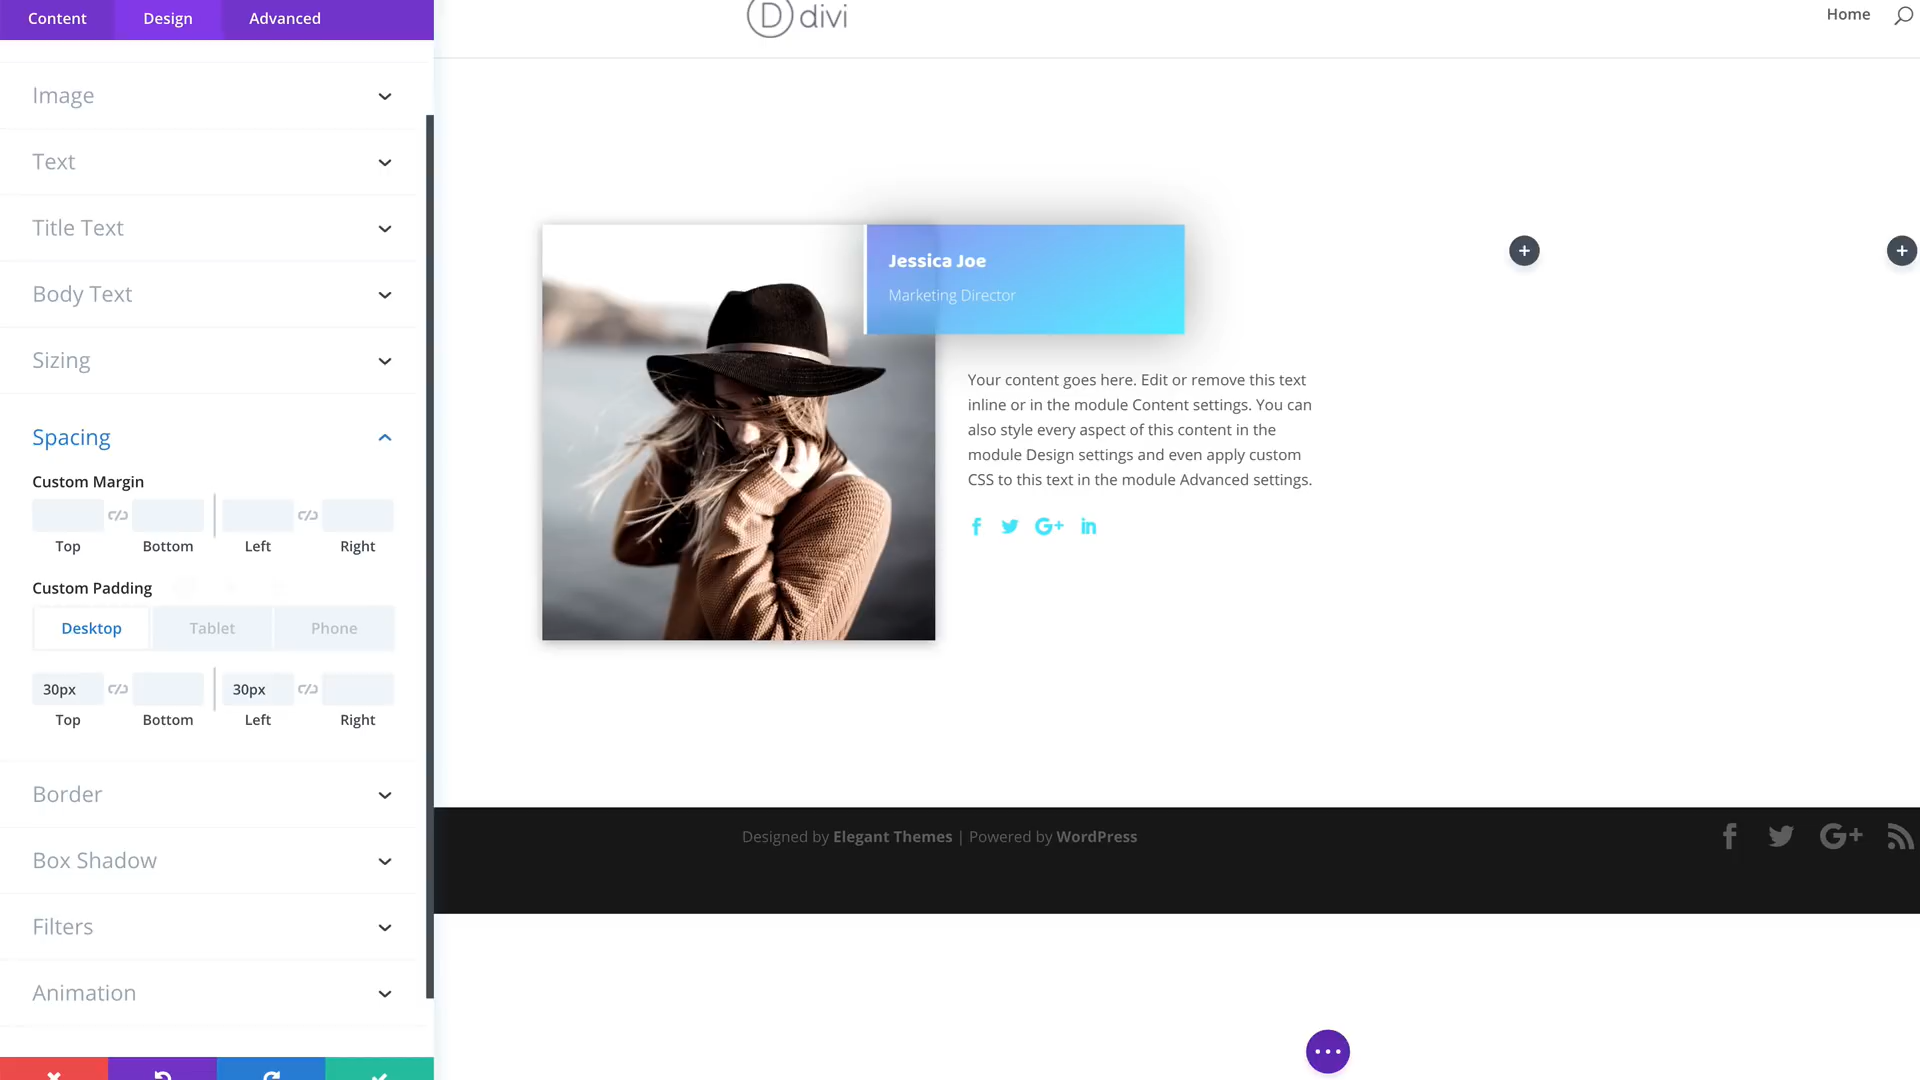 Content Design Advanced
Image
Text
Title Text
Body Text
Sizing
Spacing
Custom Margin
Top Bottom Left Right
Custom Padding
Desktop Tablet Phone
30px 30px
Top Bottom Left Right
Border
Box Shadow
Filters
Animation
D divi
Home
Jessica Joe
Marketing Director
Your content goes here. Edit or remove this text
inline or in the module Content settings. You can
also style every aspect of this content in the
module Design settings and even apply custom
CSS to this text in the module Advanced settings.
Designed by Elegant Themes | Powered by WordPress